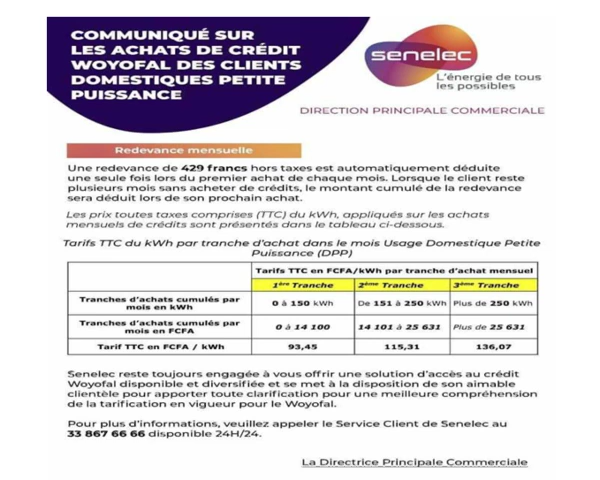 COMMUNIQUÉ SUR
LES ACHATS DE CRÉDIT
WOYOFAL DES CLIENTS
DOMESTIQUES PETITE
PUISSANCE
senelec
L'énergie de tous
les possibles
DIRECTION PRINCIPALE COMMERCIALE
Redevance mensuelle
Une redevance de 429 francs hors taxes est automatiquement déduite
une seule fois lors du premier achat de chaque mois. Lorsque le client reste
plusieurs mois sans acheter de crédits, le montant cumulé de la redevance
sera déduit lors de son prochain achat.
Les prix toutes taxes comprises (TTC) du kWh, appliqués sur les achats
mensuels de crédits sont présentés dans le tableau ci-dessous.
Tarifs TTC du kWh par tranche d'achat dans le mois Usage Domestique Petite
Puissance (DPP)
Tarifs TTC en FCFA/kWh par tranche d'achat mensuel
1ère Tranche 2ème Tranche 3ème Tranche
Tranches d'achats cumulés par
mois en kWh
0 à 150 kWh De 151 à 250 kWh Plus de 250 kWh
Tranches d'achats cumulés par
mois en FCFA
0 à 14 100 14 101 à 25 631 Plus de 25 631
Tarif TTC en FCFA / kWh 93,45 115,31 136,07
Senelec reste toujours engagée à vous offrir une solution d'accès au crédit
Woyofal disponible et diversifiée et se met à la disposition de son aimable
clientèle pour apporter toute clarification pour une meilleure compréhension
de la tarification en vigueur pour le Woyofal.
Pour plus d'informations, veuillez appeler le Service Client de Senelec au
33 867 66 66 disponible 24H/24.
La Directrice Principale Commerciale